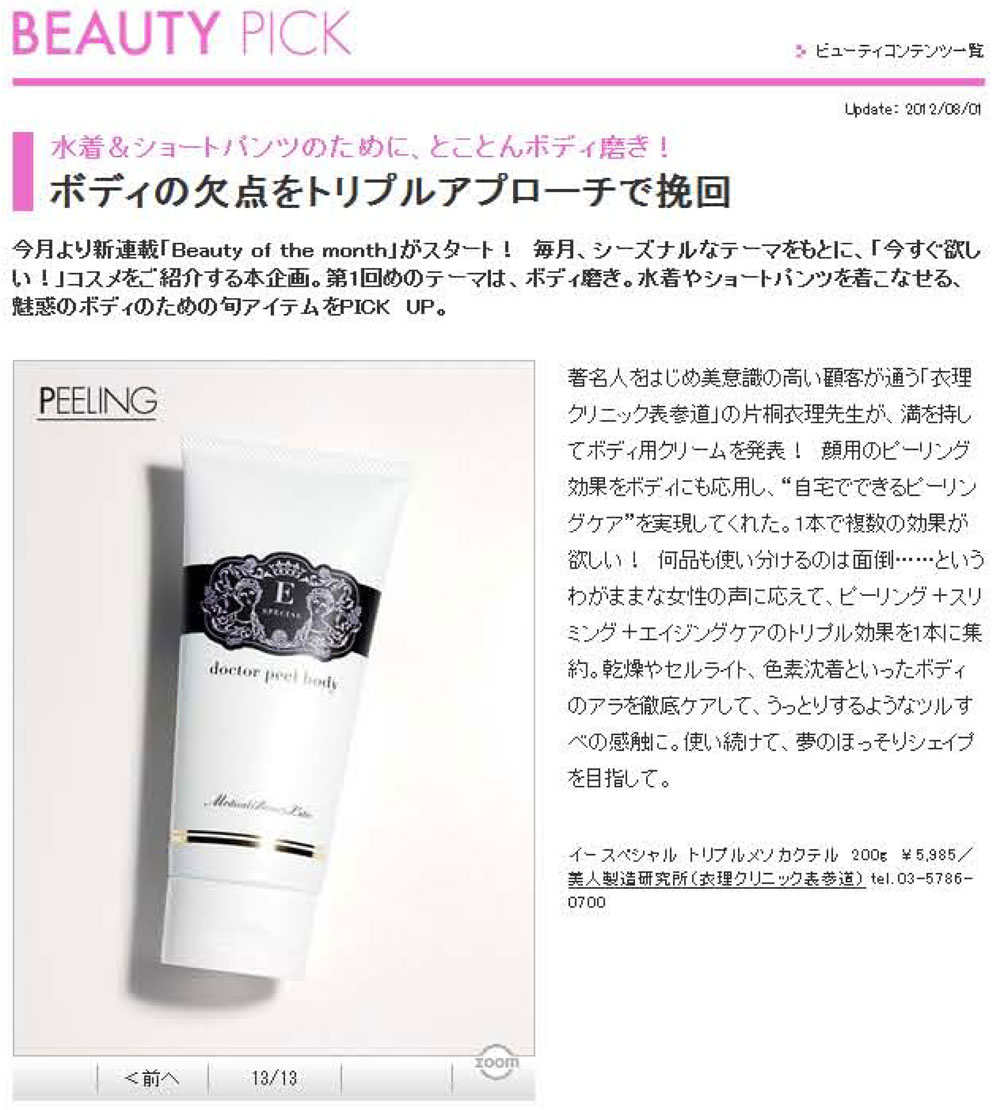 BEAUTY PICK
ビューティコンテンツ一覧
Update: 2012/08/01
水着＆ショートパンツのために、とことんボディ磨き！
ボディの欠点をトリプルアプローチで挽回
今月より新連載「Beauty of the month」がスタート！　毎月、シーズナルなテーマをもとに、「今すぐ欲し
い！」コスメをご紹介する本企画。第1回めのテーマは、ボディ磨き。水着やショートパンツを着こなせる、
魅惑のボディのための旬アイテムをPICK　UP。
PEELING
E
SPECIAL
doctor peel body
著名人をはじめ美意識の高い顧客が通う「衣理
クリニック表参道」の片桐衣理先生が、満を持し
てボディ用クリームを発表！　顔用のピーリング
効果をボディにも応用し、“自宅でできるピーリン
グケア”を実現してくれた。1本で複数の効果が
欲しい！　何品も使い分けるのは面倒……という
わがままな女性の声に応えて、ピーリング＋スリ
ミング＋エイジングケアのトリプル効果を1本に集
約。乾燥やセルライト、色素沈着といったボディ
のアラを徹底ケアして、うっとりするようなツルす
べの感触に。使い続けて、夢のほっそりシェイプ
を目指して。
イースペシャル トリプルメソカクテル 200g ￥5,985／
美人製造研究所（衣理クリニック表参道） tel.03-5786-
0700
＜前へ
13/13
zoom